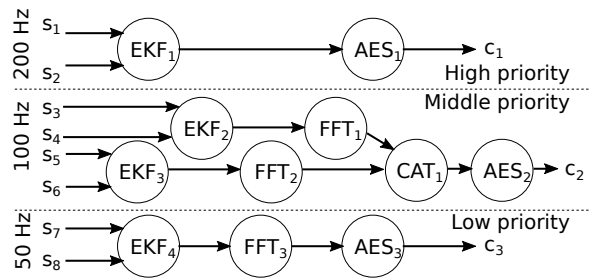 200 Hz
s1
s2
EKF1
AES1
c1
High priority
Middle priority
100 Hz
s3
s4
s5
s6
EKF2
FFT1
EKF3
FFT2
CAT1
AES2
c2
Low priority
50 Hz
s7
s8
EKF4
FFT3
AES3
c3